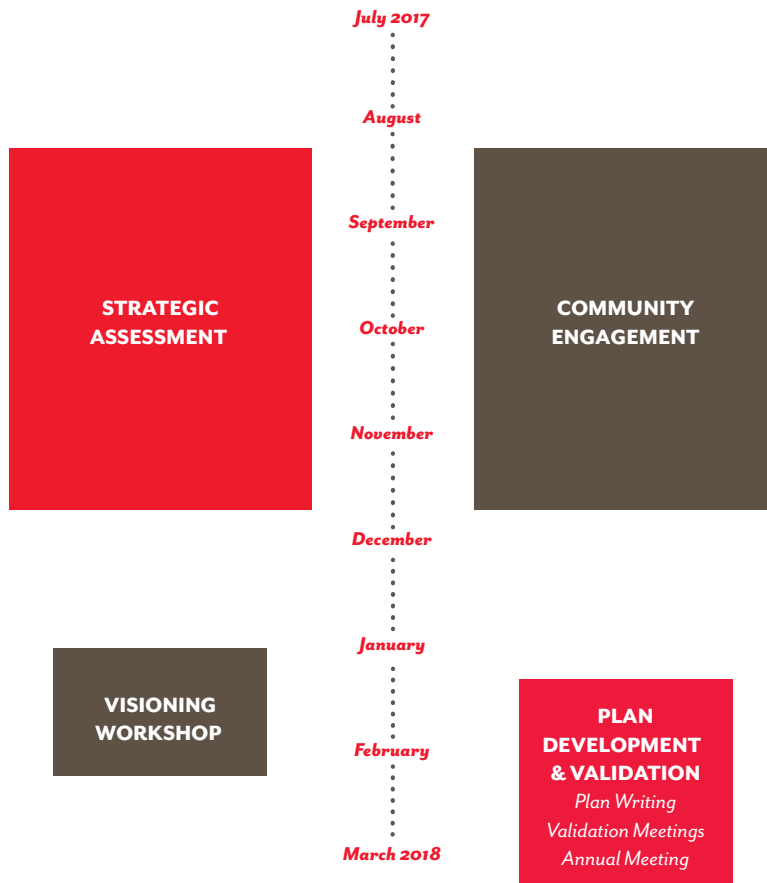 July 2017
August
September
STRATEGIC
ASSESSMENT
October
COMMUNITY
ENGAGEMENT
November
December
January
VISIONING
WORKSHOP
February
PLAN
DEVELOPMENT
& VALIDATION
Plan Writing
Validation Meetings
Annual Meeting
March 2018